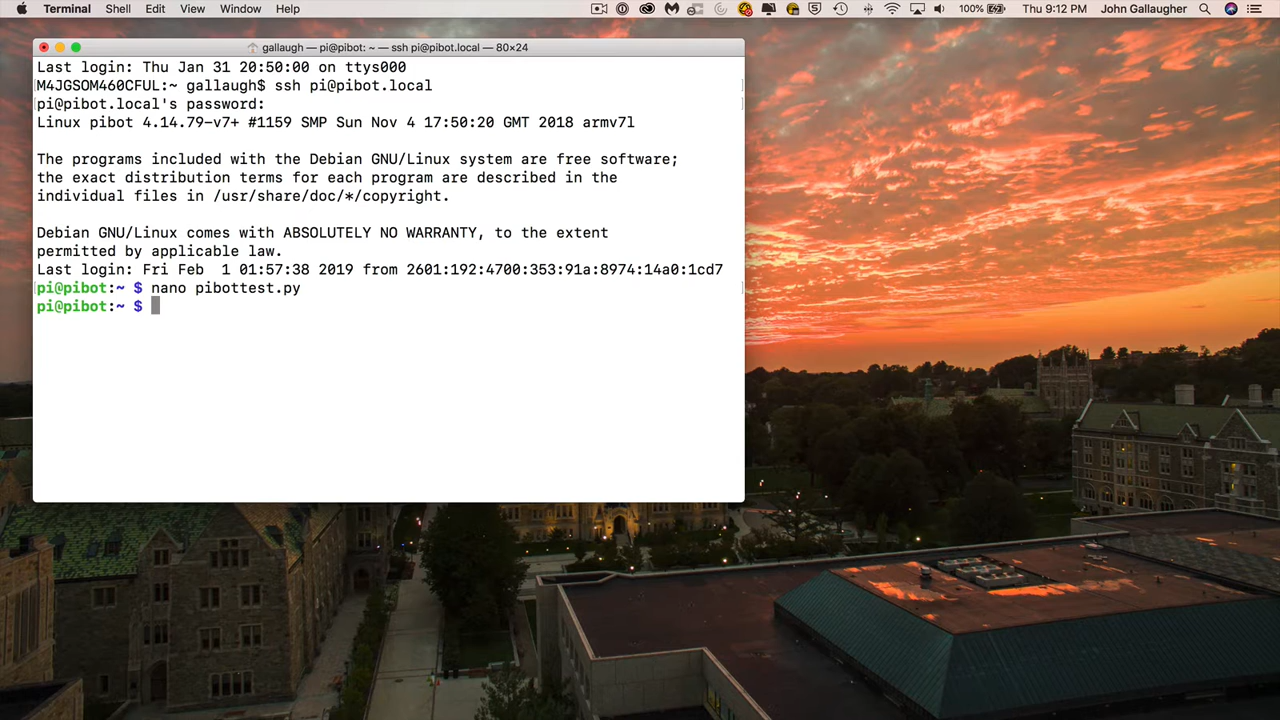 Terminal Shell Edit View Window Help 100% Thu 9:12 PM John Gallaugher
gallaugh — pi@pibot: ~ — ssh pi@pibot.local — 80×24
Last login: Thu Jan 31 20:50:00 on ttys000
M4JGSOM460CFUL:~ gallaugh$ ssh pi@pibot.local
pi@pibot.local's password:
Linux pibot 4.14.79-v7+ #1159 SMP Sun Nov 4 17:50:20 GMT 2018 armv7l
The programs included with the Debian GNU/Linux system are free software;
the exact distribution terms for each program are described in the
individual files in /usr/share/doc/*/copyright.
Debian GNU/Linux comes with ABSOLUTELY NO WARRANTY, to the extent
permitted by applicable law.
Last login: Fri Feb  1 01:57:38 2019 from 2601:192:4700:353:91a:8974:14a0:1cd7
pi@pibot:~ $ nano pibottest.py
pi@pibot:~ $